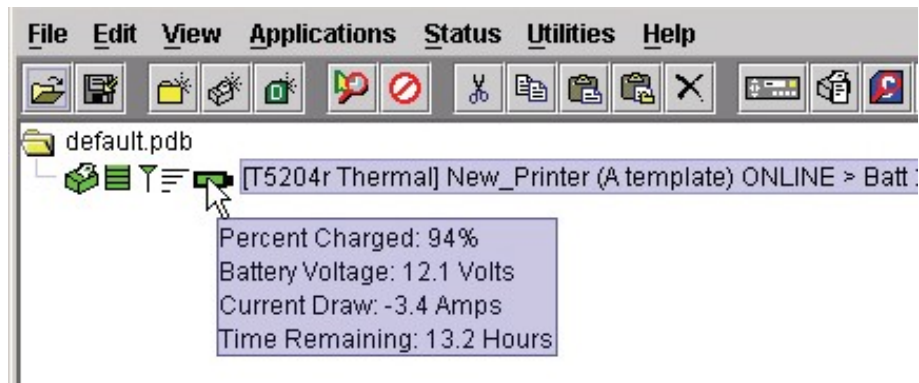 File Edit View Applications Status Utilities Help
default.pdb
[T5204r Thermal] New_Printer (A template) ONLINE > Batt
Percent Charged: 94%
Battery Voltage: 12.1 Volts
Current Draw: -3.4 Amps
Time Remaining: 13.2 Hours